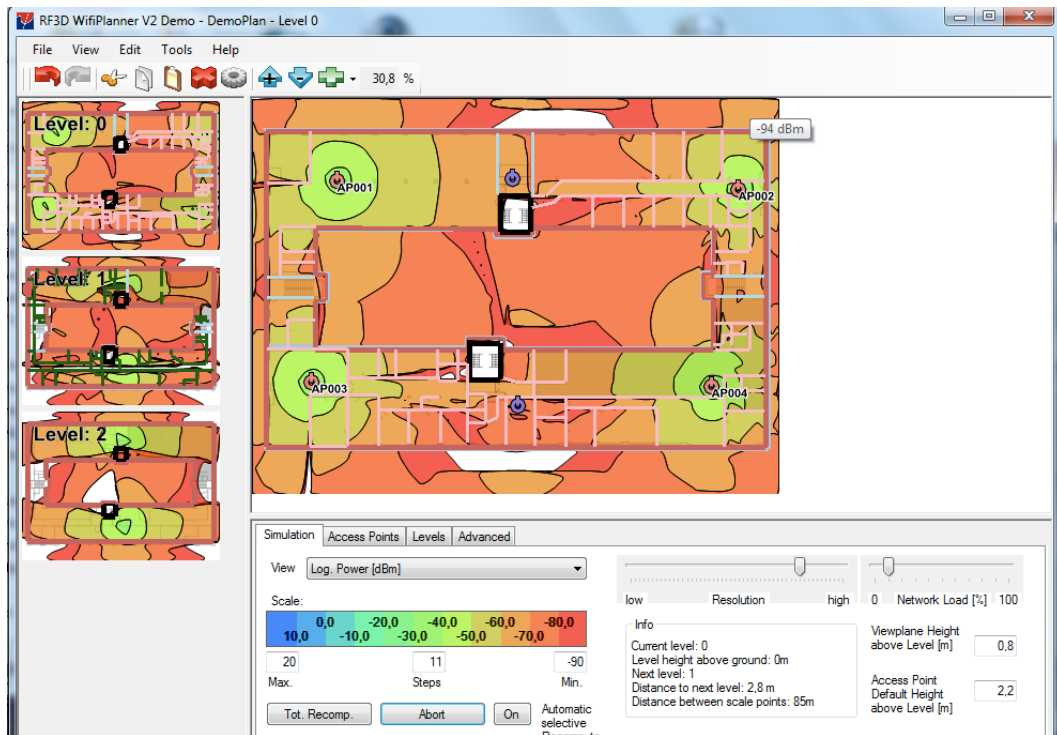 RF3D WifiPlanner V2 Demo - DemoPlan - Level 0
File View Edit Tools Help
30,8 %
Level: 0
Level: 1
Level: 2
-94 dBm
AP001
AP002
AP003
AP004
Simulation Access Points Levels Advanced
View Log. Power [dBm]
Scale:
0,0 -20,0 -40,0 -60,0 -80,0
10,0 -10,0 -30,0 -50,0 -70,0
20 11 -90
Max. Steps Min.
Tot. Recomp. Abort On Automatic
selective
low Resolution high 0 Network Load [%] 100
Info
Current level: 0
Level height above ground: 0m
Next level: 1
Distance to next level: 2,8 m
Distance between scale points: 85m
Viewplane Height
above Level [m] 0,8
Access Point
Default Height
above Level [m] 2,2